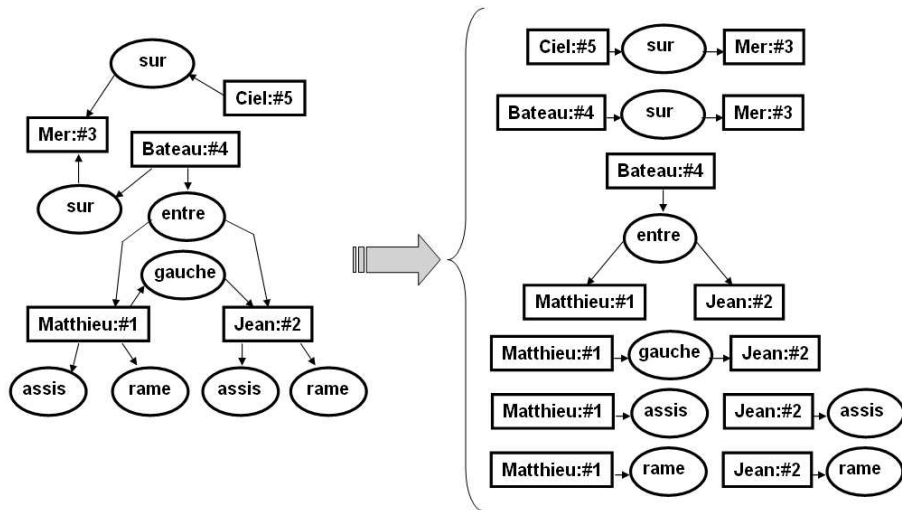 sur
Ciel:#5
Mer:#3
Bateau:#4
sur
entre
gauche
Matthieu:#1 Jean:#2
assis rame assis rame
Ciel:#5 sur Mer:#3
Bateau:#4 sur Mer:#3
Bateau:#4
entre
Matthieu:#1 Jean:#2
Matthieu:#1 gauche Jean:#2
Matthieu:#1 assis Jean:#2 assis
Matthieu:#1 rame Jean:#2 rame